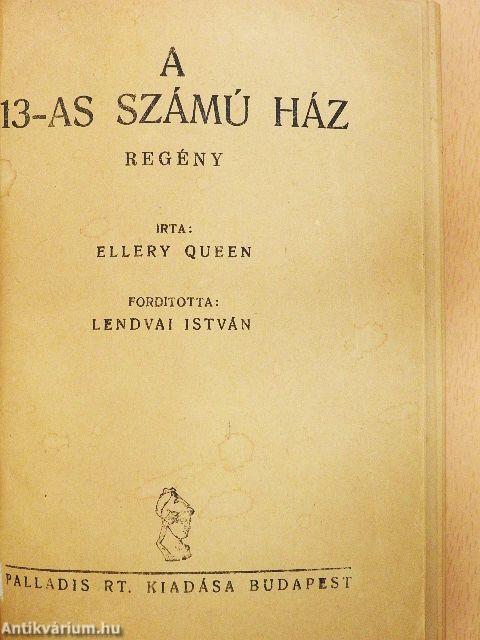 A
13-AS SZÁMÚ HÁZ
REGÉNY
IRTA:
ELLERY QUEEN
FORDITOTTA:
LENDVAI ISTVÁN
PALLADIS RT. KIADÁSA BUDAPEST
Antikvárium.hu